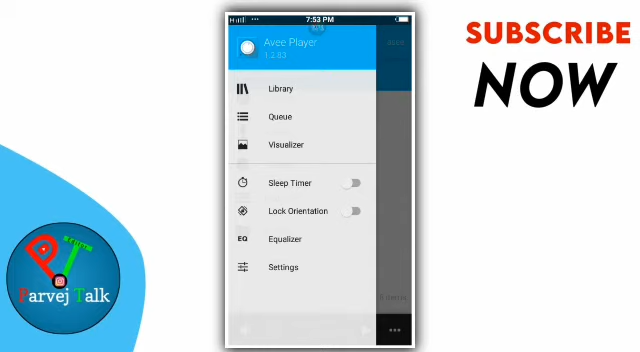 7:53 PM
Avee Player
1.2.83
Library
Queue
Visualizer
Sleep Timer
Lock Orientation
EQ Equalizer
Settings
SUBSCRIBE
NOW
PT
Parvej Talk